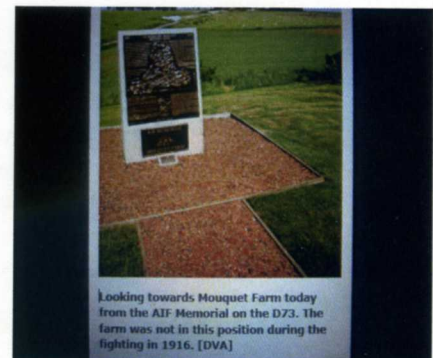 Looking towards Mouquet Farm today
from the AIF Memorial on the D73. The
farm was not in this position during the
fighting in 1916. [DVA]